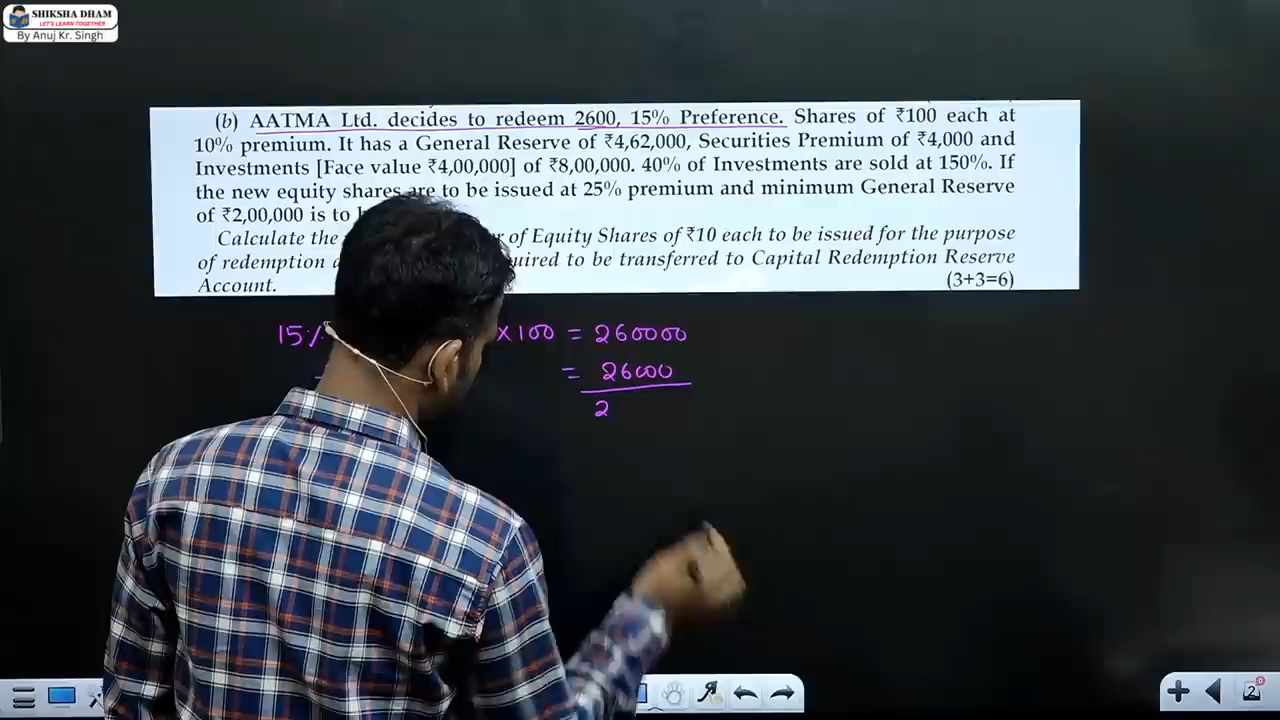 SHIKSHA DHAM
LET'S LEARN TOGETHER
By Anuj Kr. Singh
(b) AATMA Ltd. decides to redeem 2600, 15% Preference. Shares of ₹100 each at
10% premium. It has a General Reserve of ₹4,62,000, Securities Premium of ₹4,000 and
Investments [Face value ₹4,00,000] of ₹8,00,000. 40% of Investments are sold at 150%. If
the new equity shares are to be issued at 25% premium and minimum General Reserve
of ₹2,00,000 is to
Calculate the of Equity Shares of ₹10 each to be issued for the purpose
of redemption to be transferred to Capital Redemption Reserve
Account. (3+3=6)
15% ×100 = 260000
= 26000
2
2